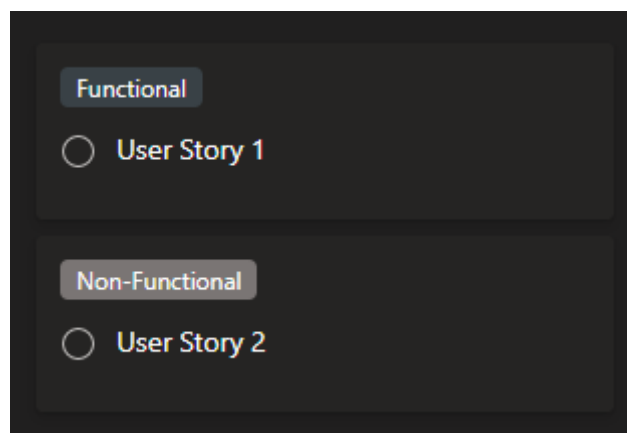 Functional
User Story 1
Non-Functional
User Story 2